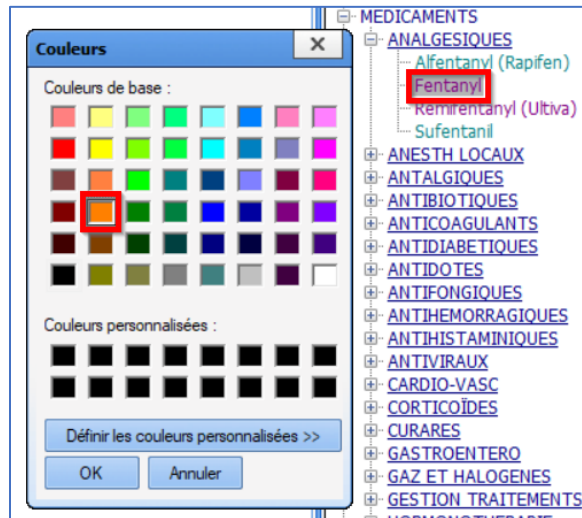 Couleurs
Couleurs de base :
Couleurs personnalisées :
Définir les couleurs personnalisées >>
OK
Annuler
MEDICAMENTS
ANALGESIQUES
Alfentanyl (Rapifen)
Fentanyl
Remifentanyl (Ultiva)
Sufentanil
ANESTH LOCAUX
ANTALGIQUES
ANTIBIOTIQUES
ANTICOAGULANTS
ANTIDIABETIQUES
ANTIDOTES
ANTIFONGIQUES
ANTIHEMORRAGIQUES
ANTIHISTAMINIQUES
ANTIVIRAUX
CARDIO-VASC
CORTICOÏDES
CURARES
GASTROENTERO
GAZ ET HALOGENES
GESTION TRAITEMENTS